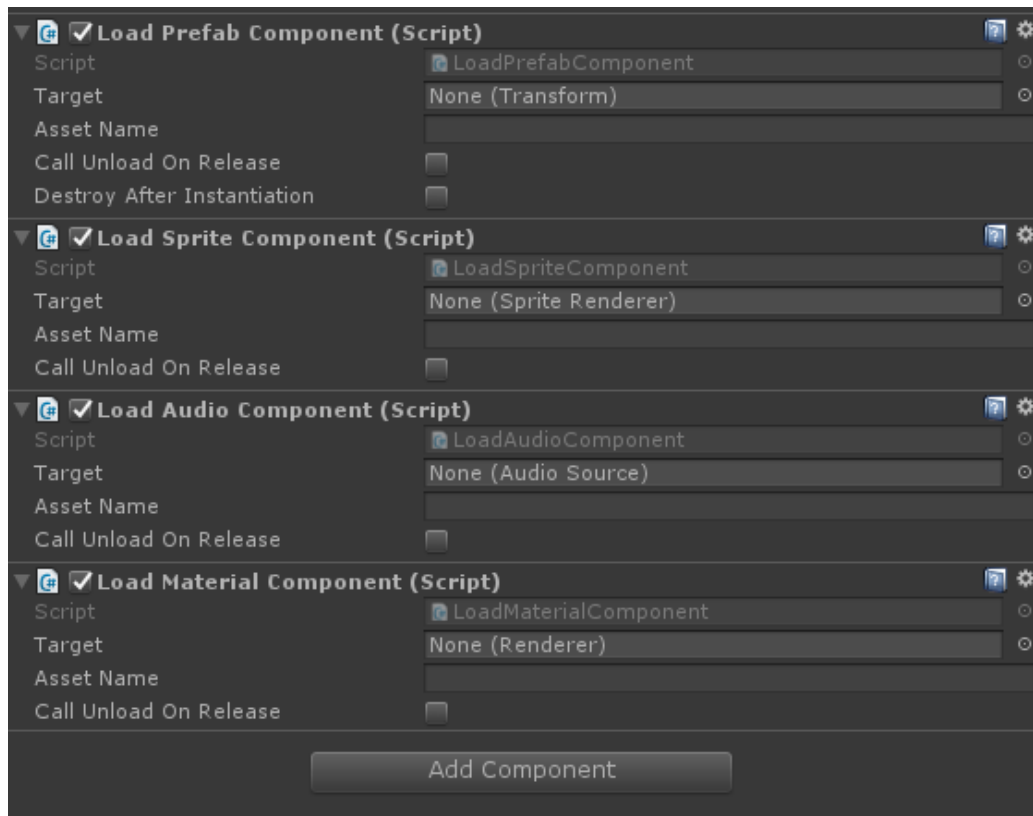 Load Prefab Component (Script)
Script LoadPrefabComponent
Target None (Transform)
Asset Name
Call Unload On Release
Destroy After Instantiation
Load Sprite Component (Script)
Script LoadSpriteComponent
Target None (Sprite Renderer)
Asset Name
Call Unload On Release
Load Audio Component (Script)
Script LoadAudioComponent
Target None (Audio Source)
Asset Name
Call Unload On Release
Load Material Component (Script)
Script LoadMaterialComponent
Target None (Renderer)
Asset Name
Call Unload On Release
Add Component